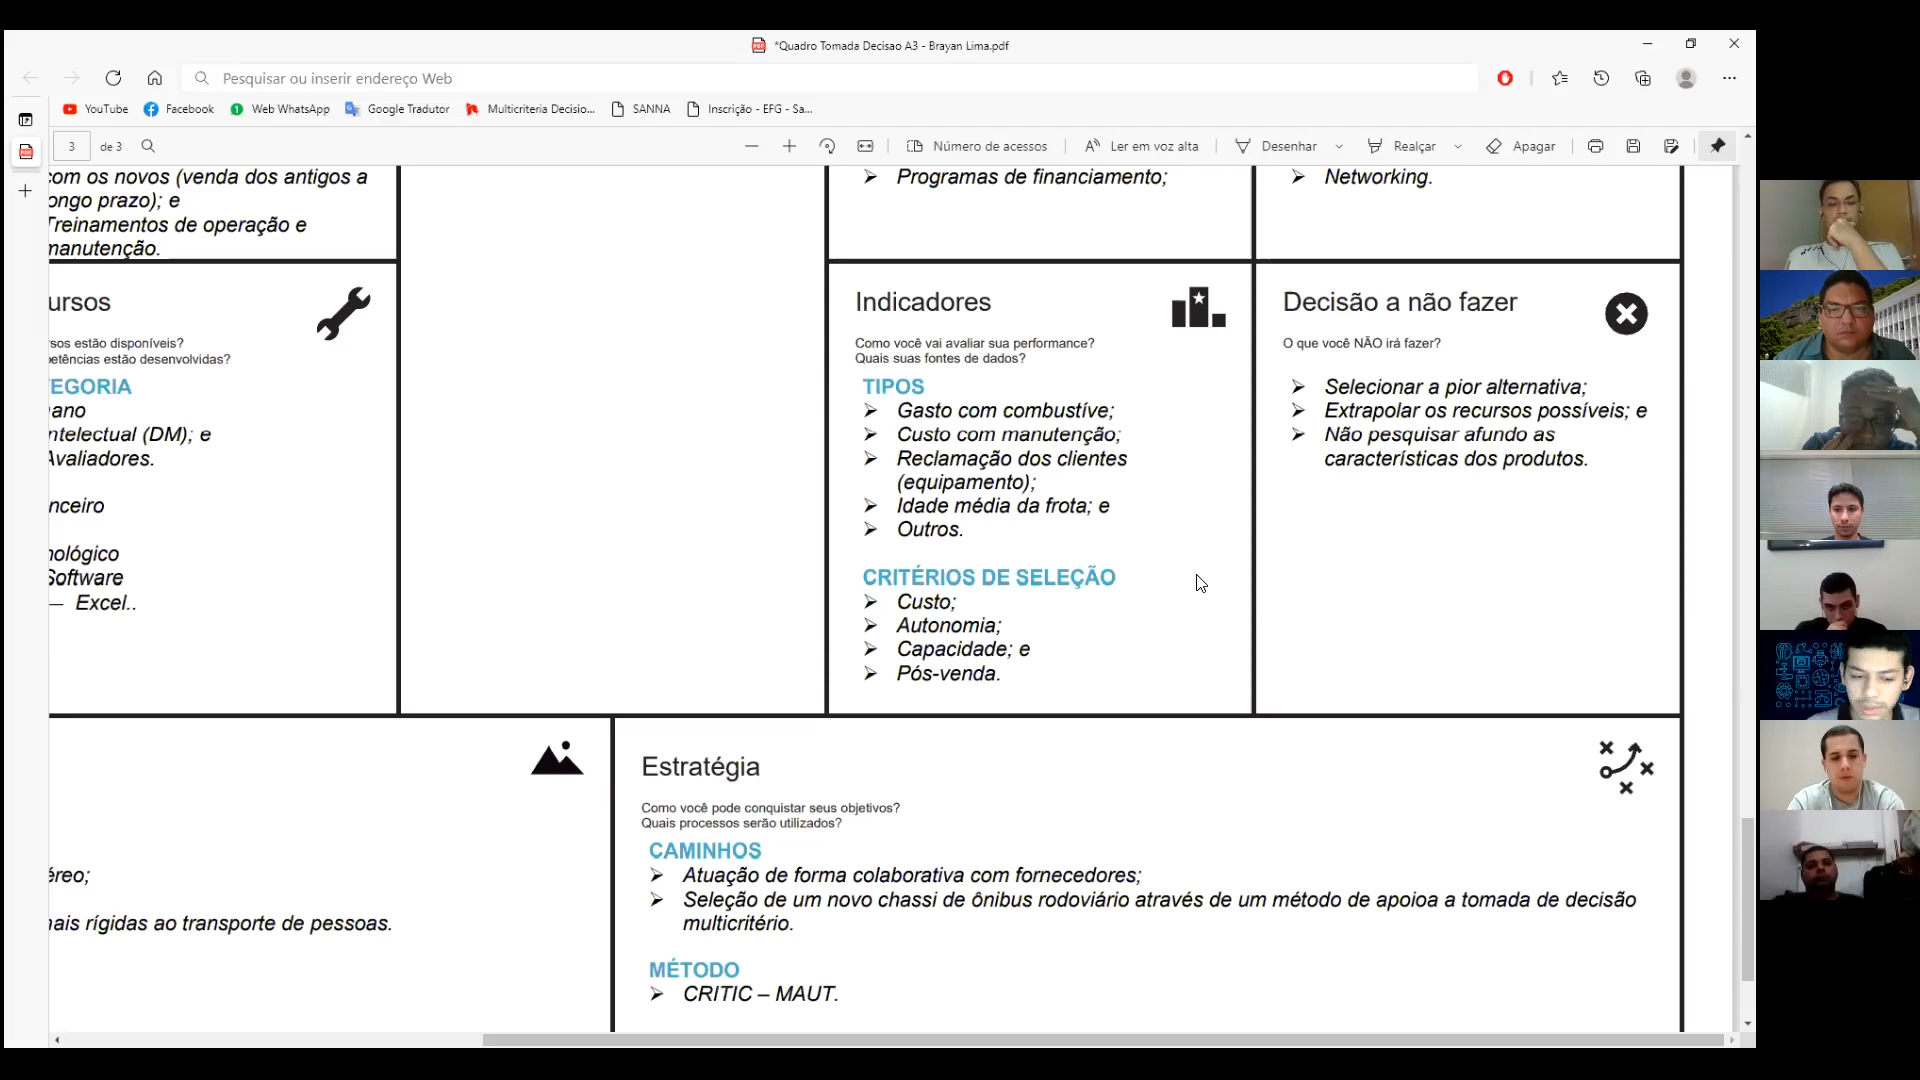 *Quadro Tomada Decisao A3 - Brayan Lima.pdf
Pesquisar ou inserir endereço Web
YouTube
Facebook
Web WhatsApp
Google Tradutor
Multicriteria Decisio...
SANNA
Inscrição - EFG - Sa...
3 de 3
Número de acessos
Ler em voz alta
Desenhar
Realçar
Apagar
com os novos (venda dos antigos a
ongo prazo); e
Treinamentos de operação e
manutenção.
Programas de financiamento;
Networking.
ursos
sos estão disponíveis?
etências estão desenvolvidas?
EGORIA
ano
ntelectual (DM); e
Avaliadores.
nceiro
nológico
Software
— Excel..
Indicadores
Como você vai avaliar sua performance?
Quais suas fontes de dados?
TIPOS
Gasto com combustíve;
Custo com manutenção;
Reclamação dos clientes
(equipamento);
Idade média da frota; e
Outros.
CRITÉRIOS DE SELEÇÃO
Custo;
Autonomia;
Capacidade; e
Pós-venda.
Decisão a não fazer
O que você NÃO irá fazer?
Selecionar a pior alternativa;
Extrapolar os recursos possíveis; e
Não pesquisar afundo as
características dos produtos.
éreo;
nais rígidas ao transporte de pessoas.
Estratégia
Como você pode conquistar seus objetivos?
Quais processos serão utilizados?
CAMINHOS
Atuação de forma colaborativa com fornecedores;
Seleção de um novo chassi de ônibus rodoviário através de um método de apoioa a tomada de decisão
multicritério.
MÉTODO
CRITIC – MAUT.